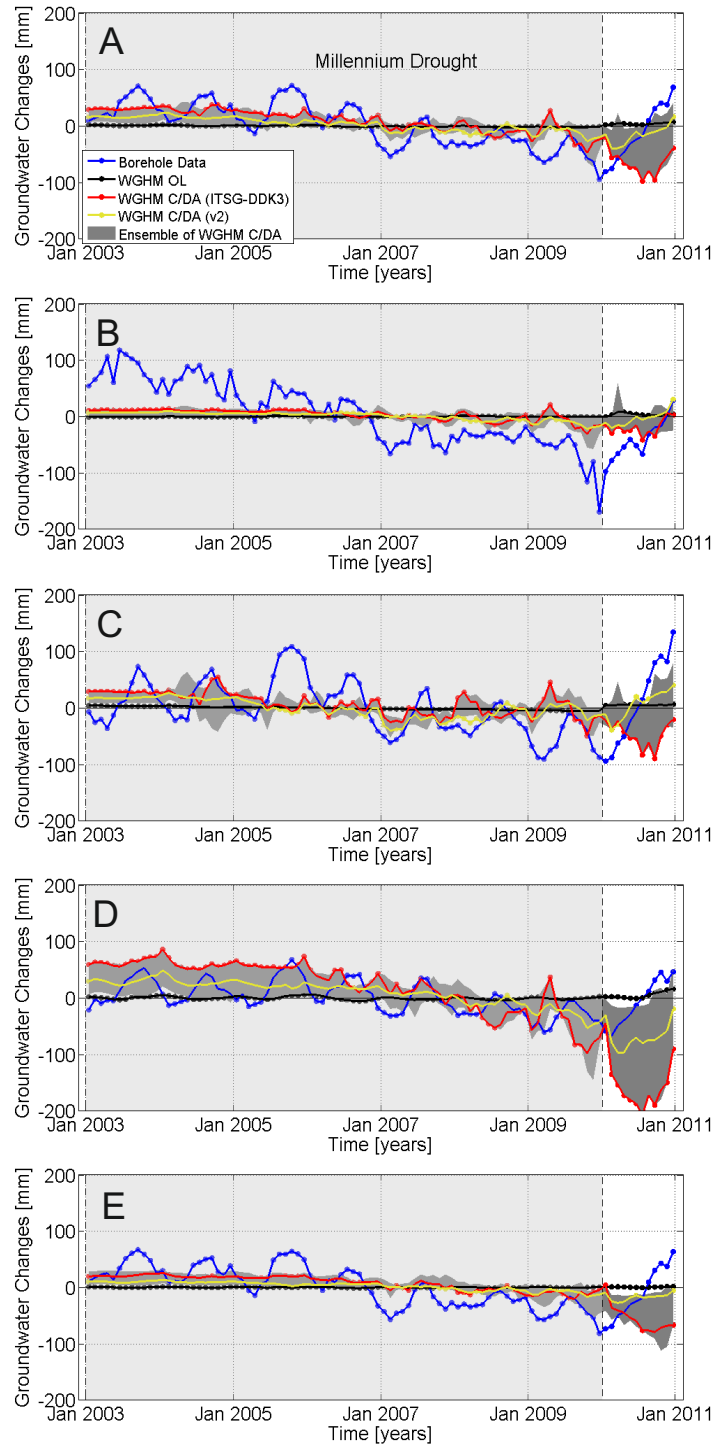 A
Millennium Drought
Groundwater Changes [mm]
200
100
0
-100
-200
Borehole Data
WGHM OL
WGHM C/DA (ITSG-DDK3)
WGHM C/DA (v2)
Ensemble of WGHM C/DA
Jan 2003 Jan 2005 Jan 2007 Jan 2009 Jan 2011
Time [years]
B
Groundwater Changes [mm]
200
100
0
-100
-200
Jan 2003 Jan 2005 Jan 2007 Jan 2009 Jan 2011
Time [years]
C
Groundwater Changes [mm]
200
100
0
-100
-200
Jan 2003 Jan 2005 Jan 2007 Jan 2009 Jan 2011
Time [years]
D
Groundwater Changes [mm]
200
100
0
-100
-200
Jan 2003 Jan 2005 Jan 2007 Jan 2009 Jan 2011
Time [years]
E
Groundwater Changes [mm]
200
100
0
-100
-200
Jan 2003 Jan 2005 Jan 2007 Jan 2009 Jan 2011
Time [years]